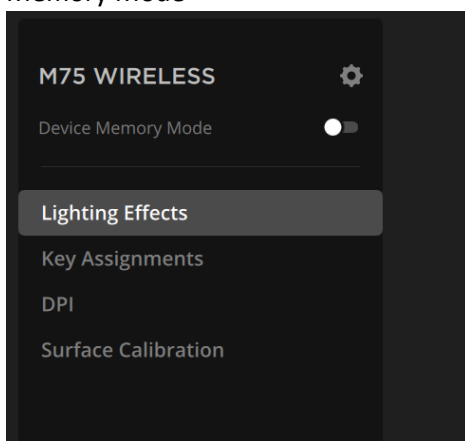 M75 WIRELESS
Device Memory Mode
Lighting Effects
Key Assignments
DPI
Surface Calibration